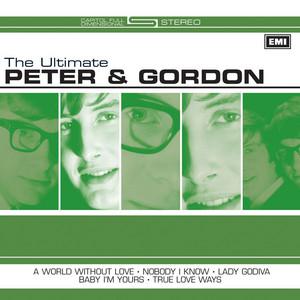 CAPITOL FULL
DIMENSIONAL
STEREO
EMI
The Ultimate
PETER & GORDON
A WORLD WITHOUT LOVE • NOBODY I KNOW • LADY GODIVA
BABY I'M YOURS • TRUE LOVE WAYS